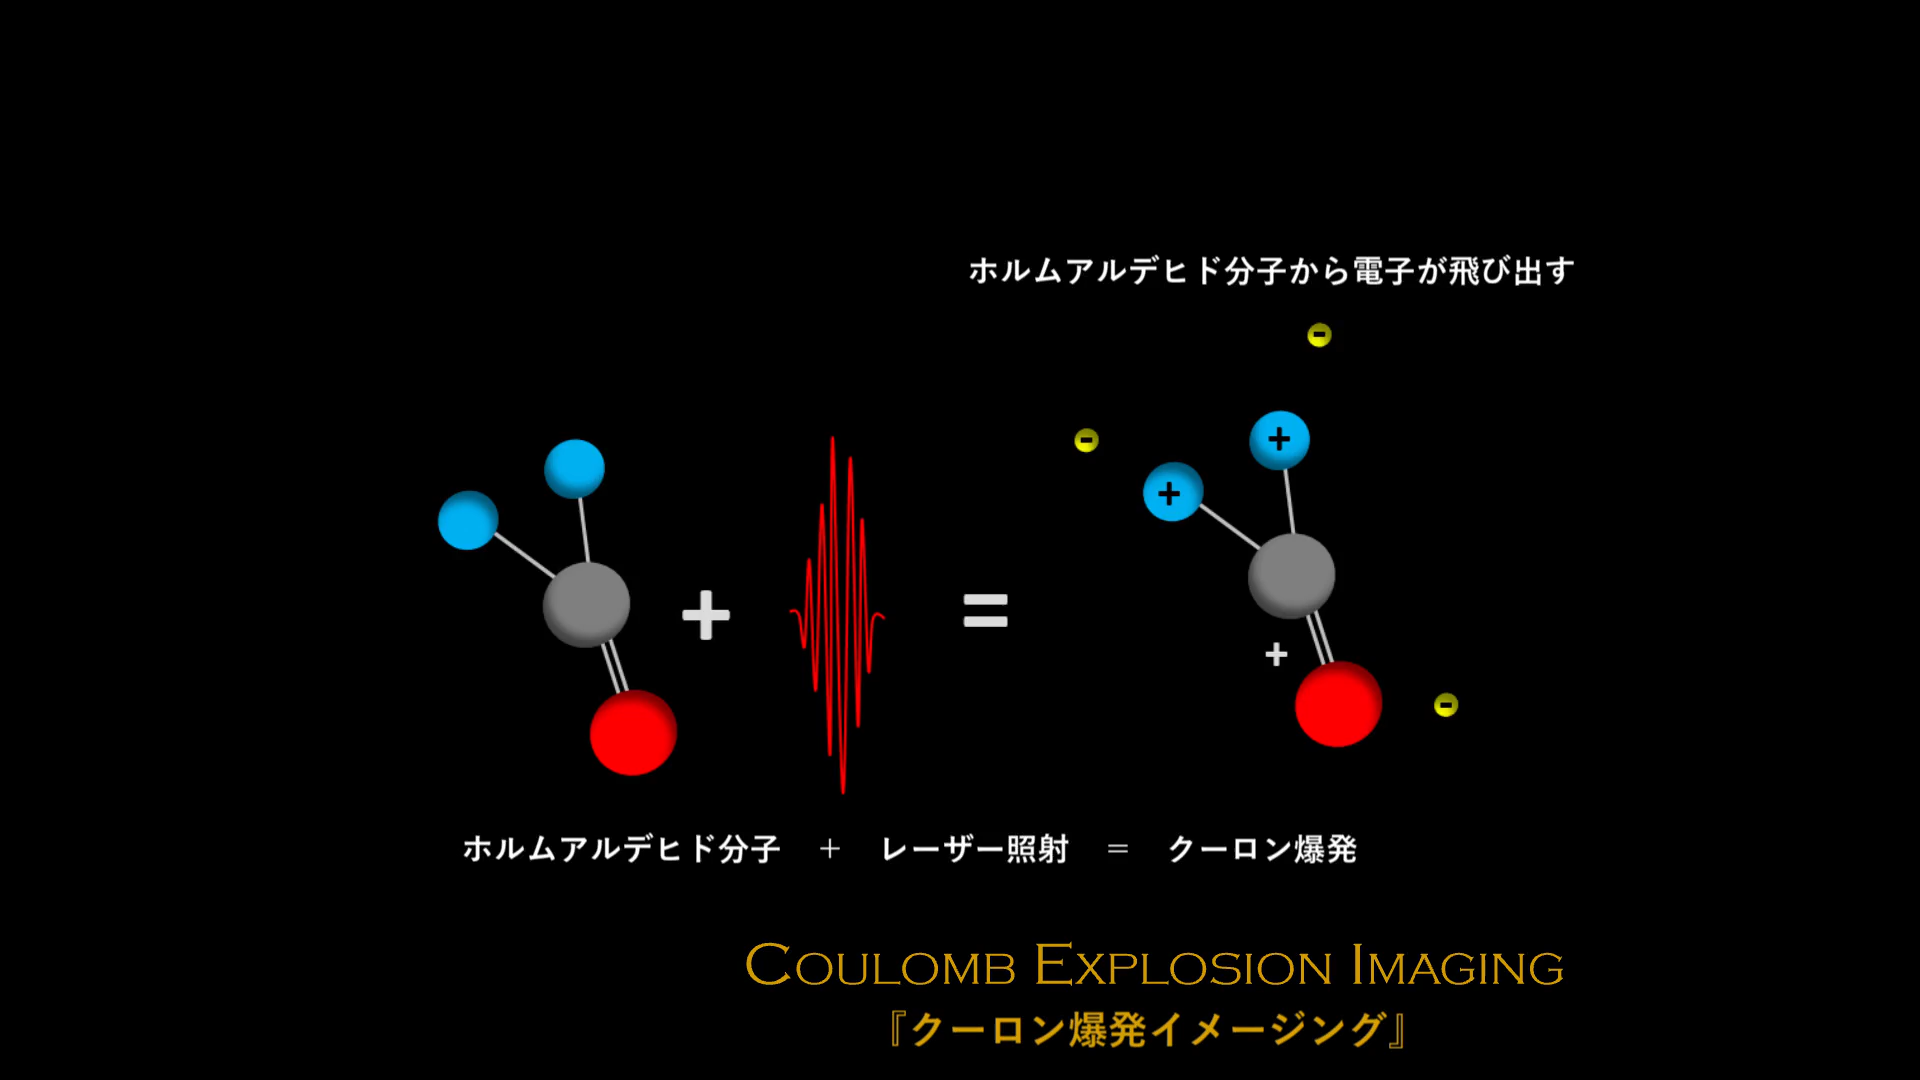 ホルムアルデヒド分子から電子が飛び出す
-
+
-
+
+ =
+
-
ホルムアルデヒド分子 + レーザー照射 = クーロン爆発
COULOMB EXPLOSION IMAGING
『クーロン爆発イメージング』